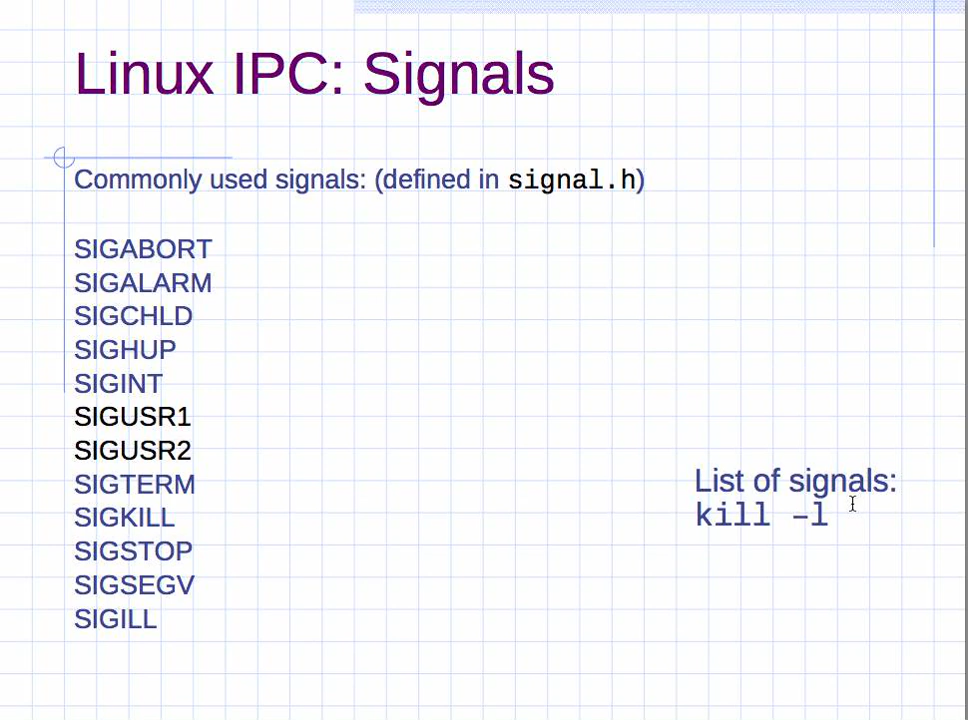 Linux IPC: Signals
Commonly used signals: (defined in signal.h)
SIGABORT
SIGALARM
SIGCHLD
SIGHUP
SIGINT
SIGUSR1
SIGUSR2
SIGTERM
SIGKILL
SIGSTOP
SIGSEGV
SIGILL
List of signals:
kill –l